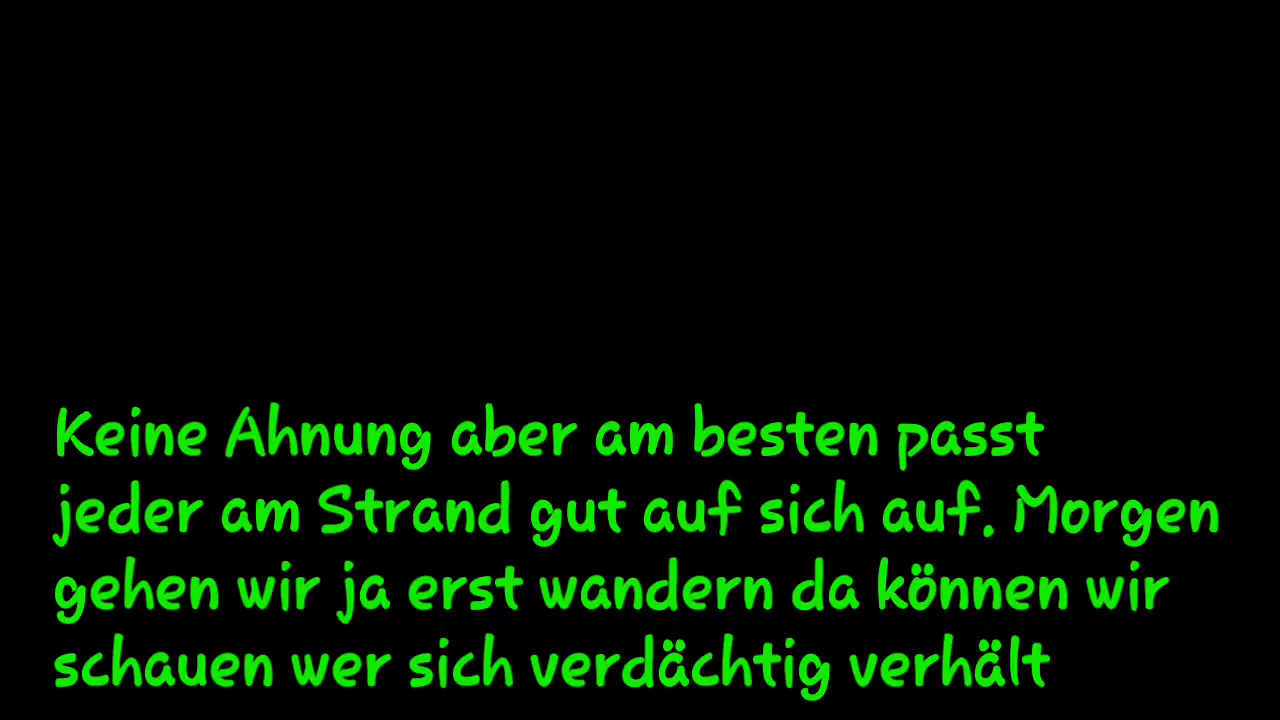 Keine Ahnung aber am besten passt
jeder am Strand gut auf sich auf. Morgen
gehen wir ja erst wandern da können wir
schauen wer sich verdächtig verhält